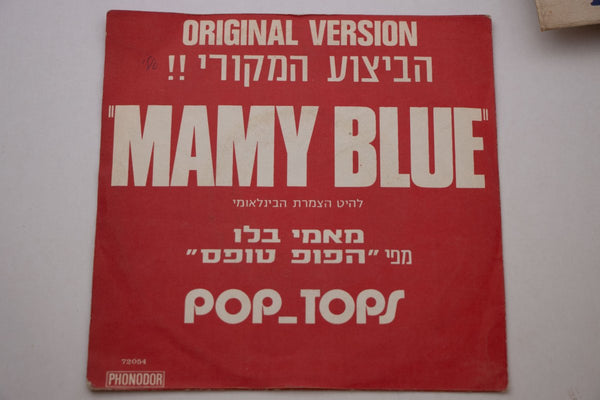 ORIGINAL VERSION
הביצוע המקורי !!
"MAMY BLUE"
להיט הצמרת הבינלאומי
מאמי בלו
מפי "הפופ טופס"
POP_TOPS
72054
PHONODOR